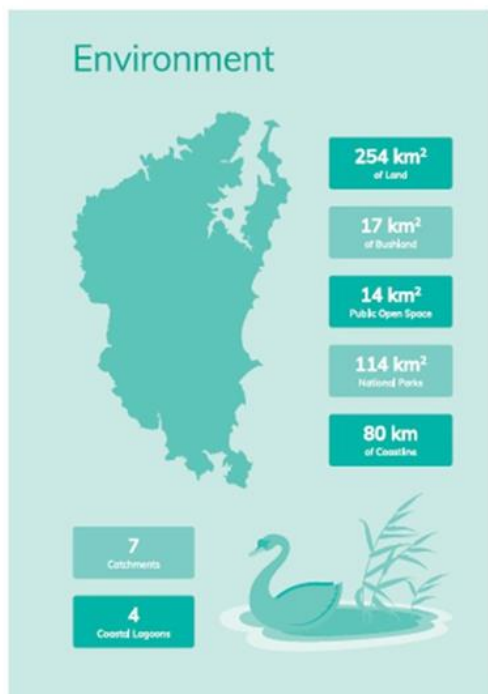 Environment
254 km²
of Land
17 km²
of Bushland
14 km²
Public Open Space
114 km²
National Parks
80 km
of Coastline
7
Catchments
4
Coastal Lagoons